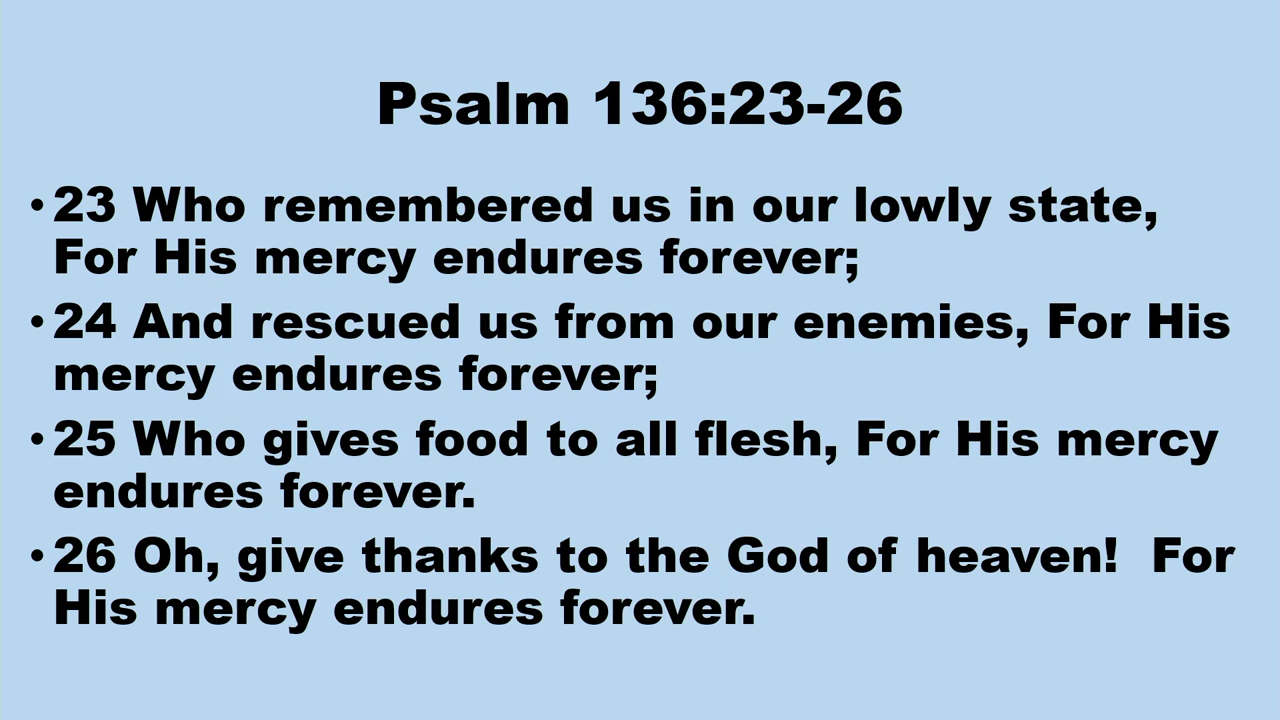 Psalm 136:23-26
• 23 Who remembered us in our lowly state,
For His mercy endures forever;
• 24 And rescued us from our enemies, For His
mercy endures forever;
• 25 Who gives food to all flesh, For His mercy
endures forever.
• 26 Oh, give thanks to the God of heaven!  For
His mercy endures forever.